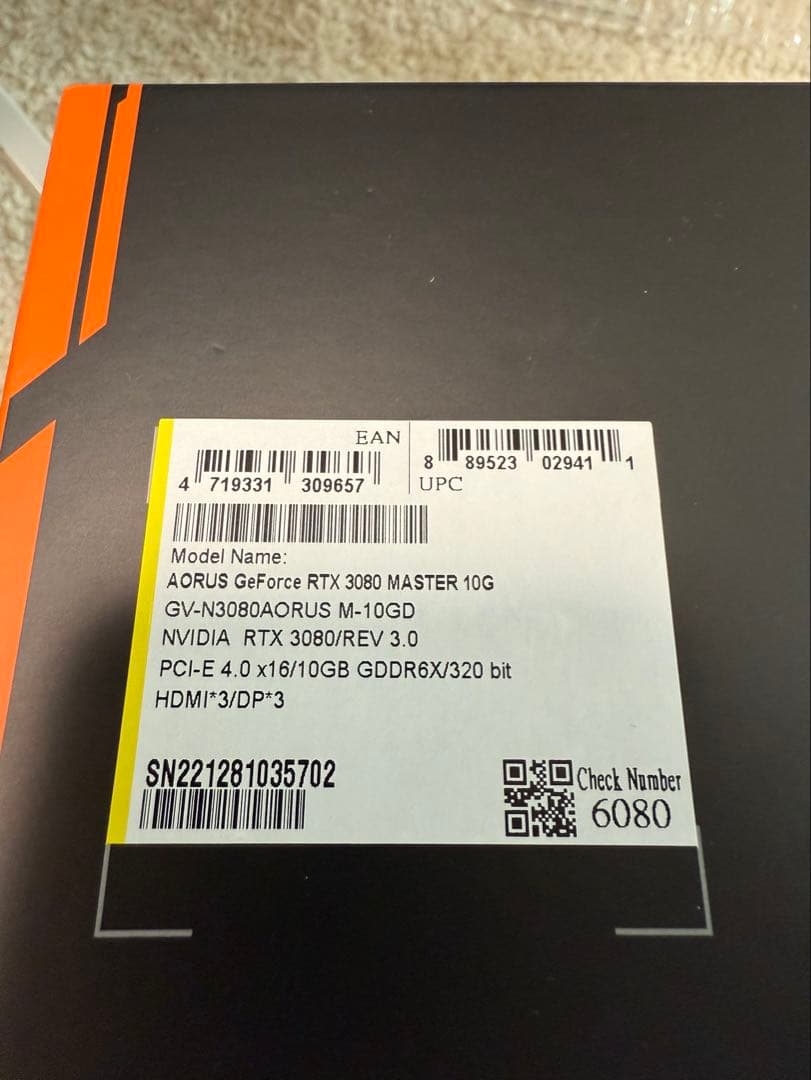 EAN
4 719331 309657
8 89523 02941 1
UPC
Model Name:
AORUS GeForce RTX 3080 MASTER 10G
GV-N3080AORUS M-10GD
NVIDIA RTX 3080/REV 3.0
PCI-E 4.0 x16/10GB GDDR6X/320 bit
HDMI*3/DP*3
SN221281035702
Check Number
6080